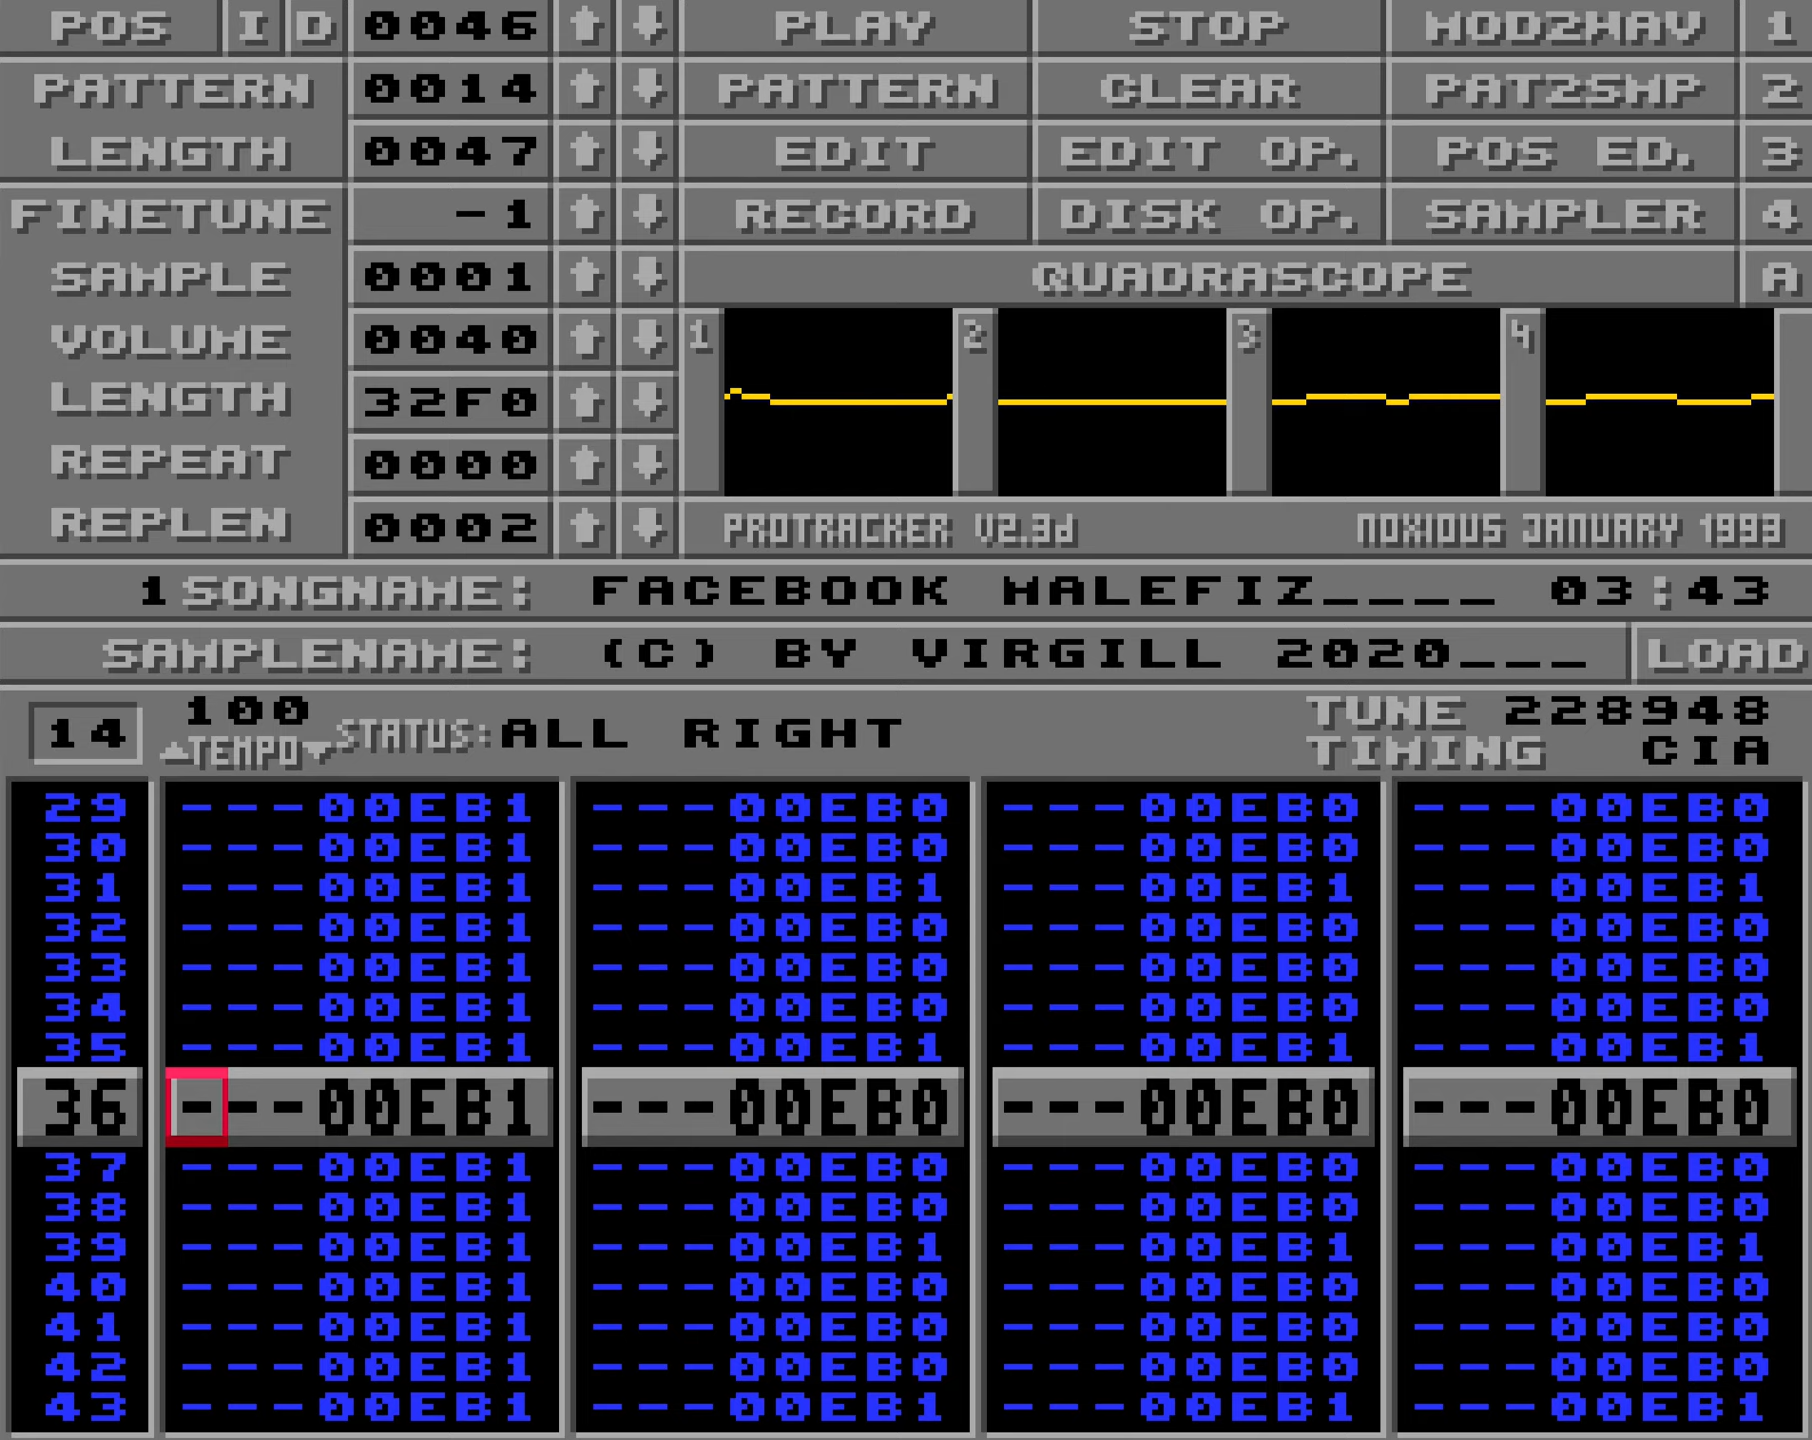 POS I D 0046 PLAY STOP MOD2WAV 1
PATTERN 0014 PATTERN CLEAR PAT2SMP 2
LENGTH 0047 EDIT EDIT OP. POS ED. 3
FINETUNE -1 RECORD DISK OP. SAMPLER 4
SAMPLE 0001 QUADRASCOPE A
VOLUME 0040 1 2 3 4
LENGTH 32F0
REPEAT 0000
REPLEN 0002 PROTRACKER V2.3d NOXIOUS JANUARY 1993
1 SONGNAME: FACEBOOK MALEFIZ____ 03:43
SAMPLENAME: (C) BY VIRGILL 2020___ LOAD
14 100 TEMPO STATUS: ALL RIGHT TUNE 228948
TIMING CIA
29 ---00EB1 ---00EB0 ---00EB0 ---00EB0
30 ---00EB1 ---00EB0 ---00EB0 ---00EB0
31 ---00EB1 ---00EB1 ---00EB1 ---00EB1
32 ---00EB1 ---00EB0 ---00EB0 ---00EB0
33 ---00EB1 ---00EB0 ---00EB0 ---00EB0
34 ---00EB1 ---00EB0 ---00EB0 ---00EB0
35 ---00EB1 ---00EB1 ---00EB1 ---00EB1
36 ---00EB1 ---00EB0 ---00EB0 ---00EB0
37 ---00EB1 ---00EB0 ---00EB0 ---00EB0
38 ---00EB1 ---00EB0 ---00EB0 ---00EB0
39 ---00EB1 ---00EB1 ---00EB1 ---00EB1
40 ---00EB1 ---00EB0 ---00EB0 ---00EB0
41 ---00EB1 ---00EB0 ---00EB0 ---00EB0
42 ---00EB1 ---00EB0 ---00EB0 ---00EB0
43 ---00EB1 ---00EB1 ---00EB1 ---00EB1